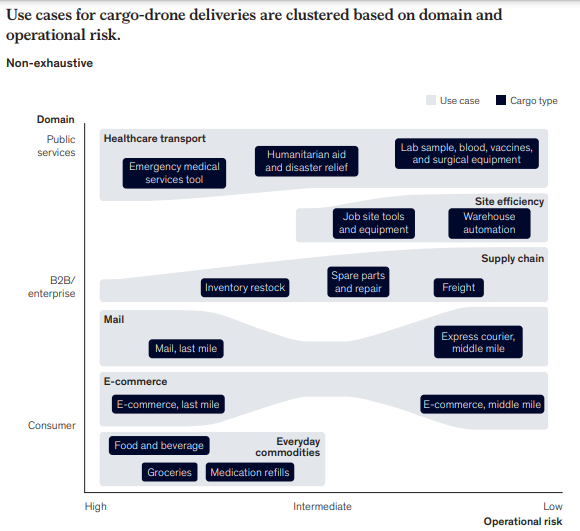 Use cases for cargo-drone deliveries are clustered based on domain and
operational risk.
Non-exhaustive
Use case
Cargo type
Domain
Public
services
Healthcare transport
Emergency medical
services tool
Humanitarian aid
and disaster relief
Lab sample, blood, vaccines,
and surgical equipment
Site efficiency
Job site tools
and equipment
Warehouse
automation
B2B/
enterprise
Supply chain
Inventory restock
Spare parts
and repair
Freight
Mail
Mail, last mile
Express courier,
middle mile
E-commerce
E-commerce, last mile
E-commerce, middle mile
Consumer
Everyday
commodities
Food and beverage
Groceries
Medication refills
High
Intermediate
Low
Operational risk